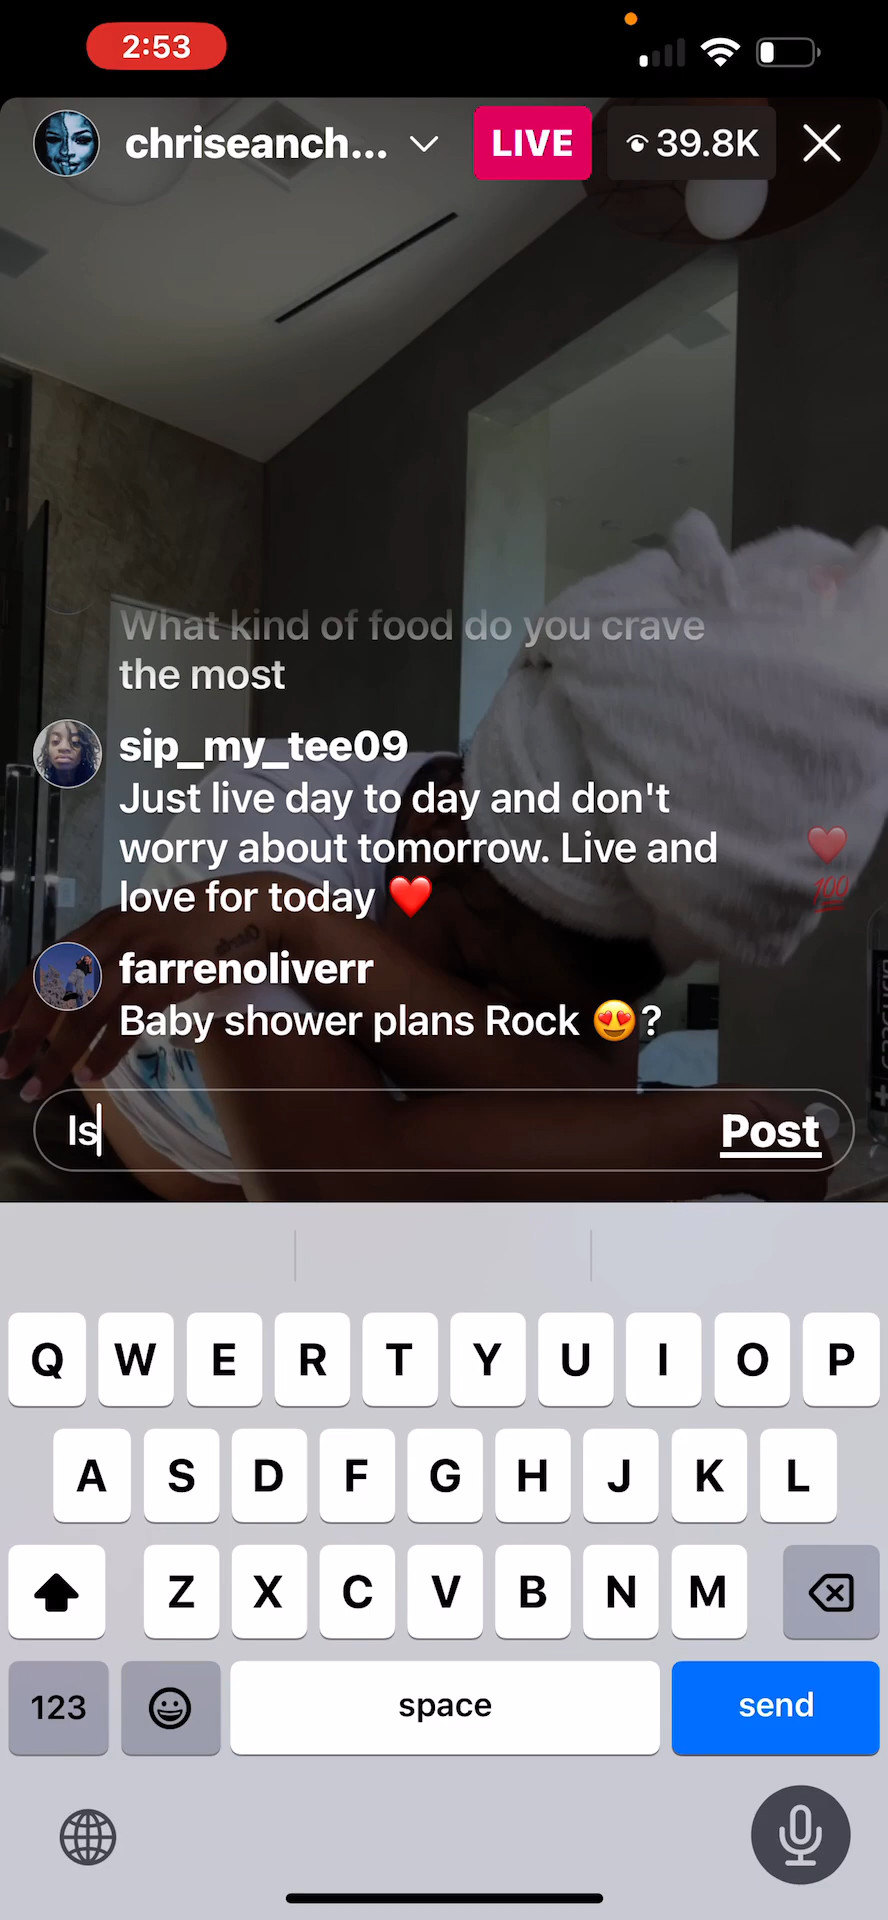 2:53
chriseanch...
LIVE
39.8K
What kind of food do you crave
the most
sip_my_tee09
Just live day to day and don't
worry about tomorrow. Live and
love for today ❤️
💯
farrenoliverr
Baby shower plans Rock 😍?
Is
Post
Q W E R T Y U I O P
A S D F G H J K L
Z X C V B N M
123
space
send